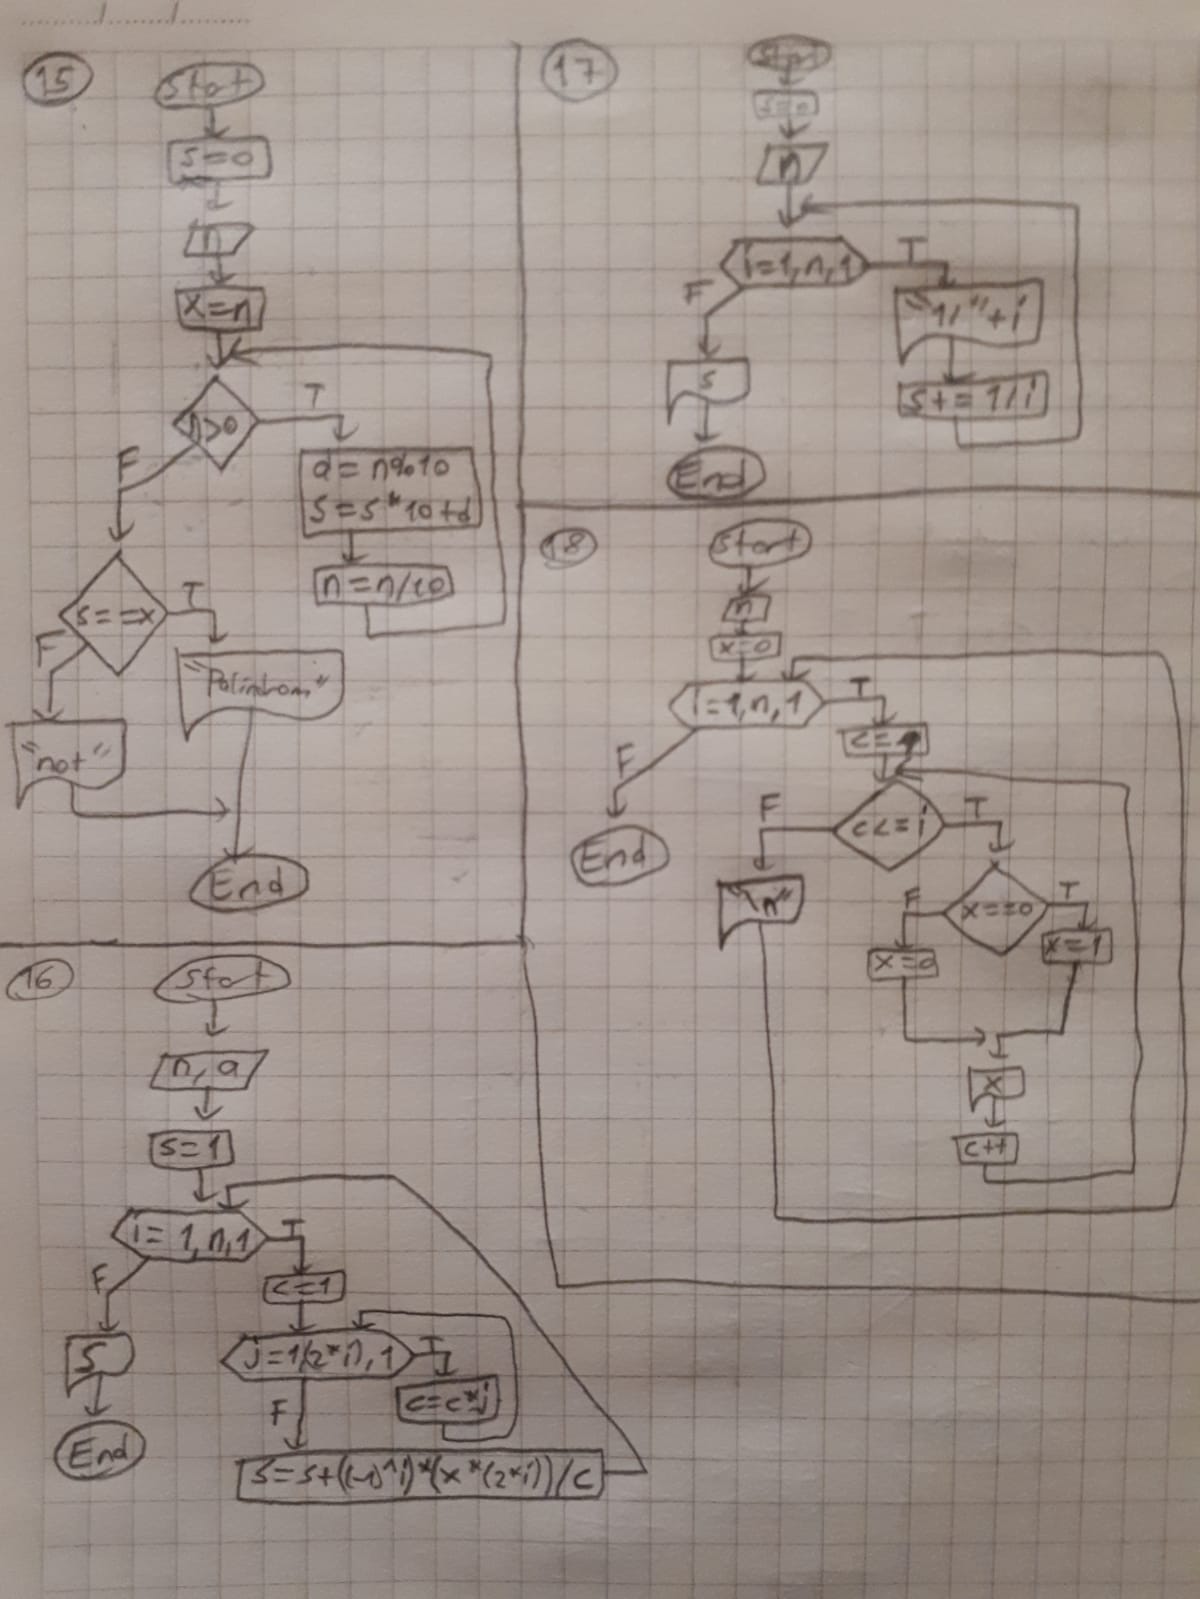 15
Start
s=0
n
x=n
n>0
T
F
d=n%10
s=s*10+d
n=n/10
s==x
T
F
"Polindrom"
"not"
End
16
Start
n, a
s=1
i=1,n,1
T
F
c=1
S
j=1,(2*i),1
T
c=c*j
F
End
s=s+((-1)^i)*(x*(2*i))/c
17
Start
s=0
n
i=1,n,1
T
F
"1/"+i
s
s+=1/i
End
18
Start
n
x=0
i=1,n,1
T
F
c=
c<=i
F
T
End
"\n"
x==0
F
T
x=0
x=1
x
c++